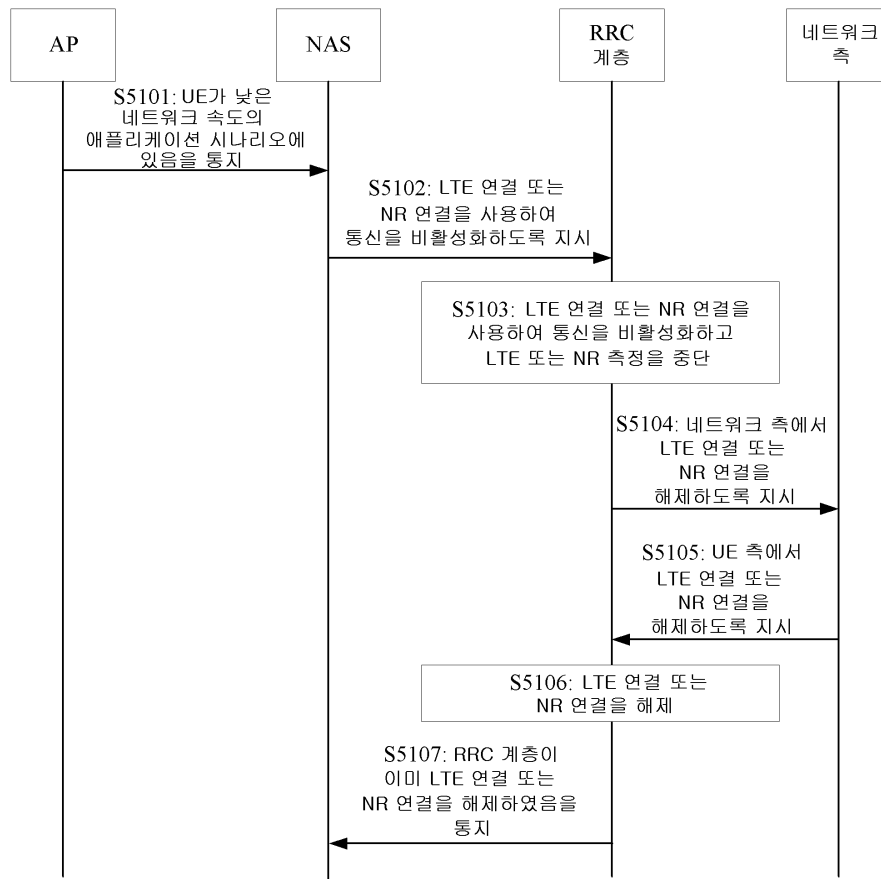 AP
NAS
RRC
계층
네트워크
측
S5101: UE가 낮은
네트워크 속도의
애플리케이션 시나리오에
있음을 통지
S5102: LTE 연결 또는
NR 연결을 사용하여
통신을 비활성화하도록 지시
S5103: LTE 연결 또는 NR 연결을
사용하여 통신을 비활성화하고
LTE 또는 NR 측정을 중단
S5104: 네트워크 측에서
LTE 연결 또는
NR 연결을
해제하도록 지시
S5105: UE 측에서
LTE 연결 또는
NR 연결을
해제하도록 지시
S5106: LTE 연결 또는
NR 연결을 해제
S5107: RRC 계층이
이미 LTE 연결 또는
NR 연결을 해제하였음을
통지